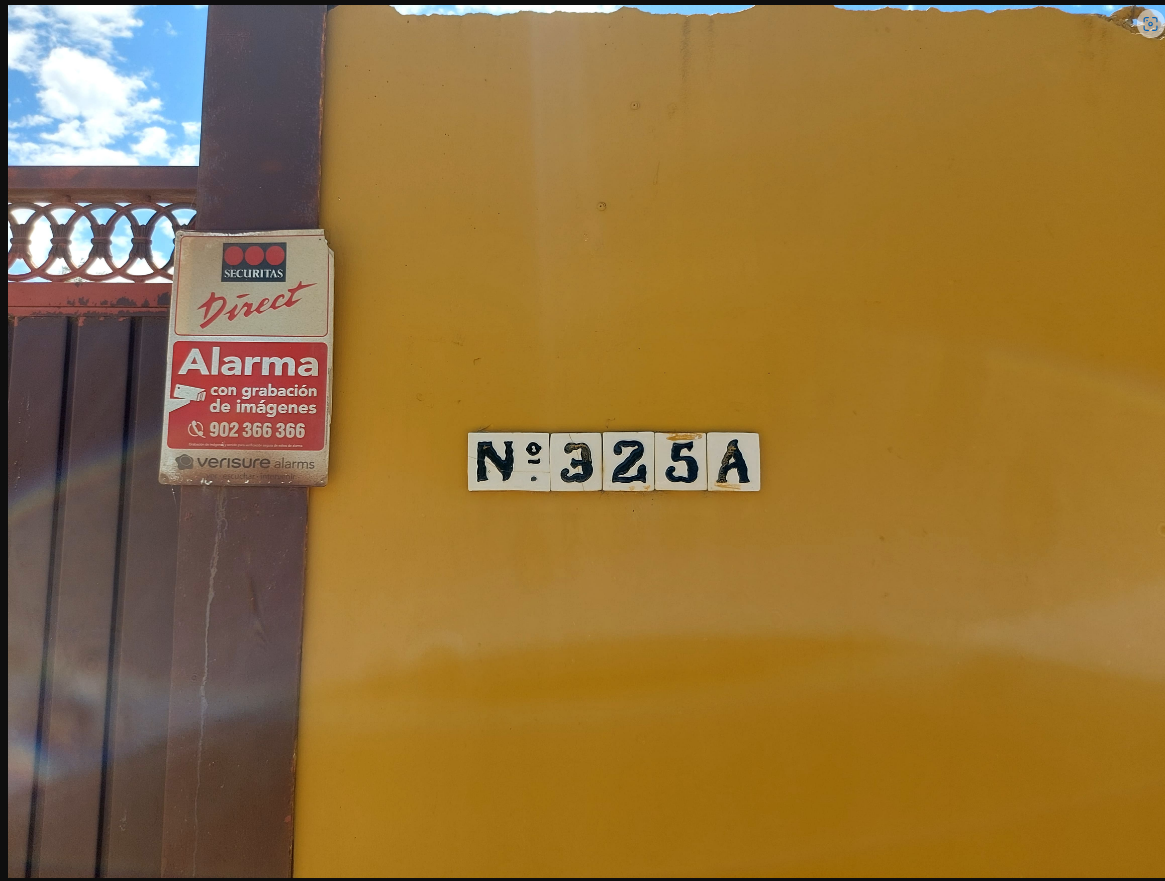 SECURITAS
Direct
Alarma
con grabación
de imágenes
902 366 366
verisure alarms
Nº 325A